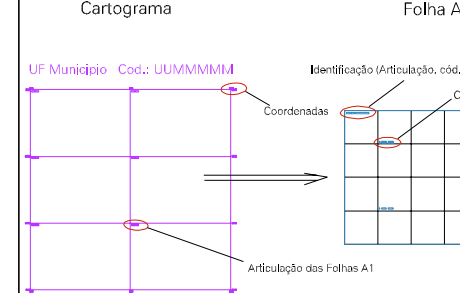 Cartograma
Folha A
UF Município Cod.: UUMMMMM
Identificação (Articulação, cód.
C
Coordenadas
Articulação das Folhas A1